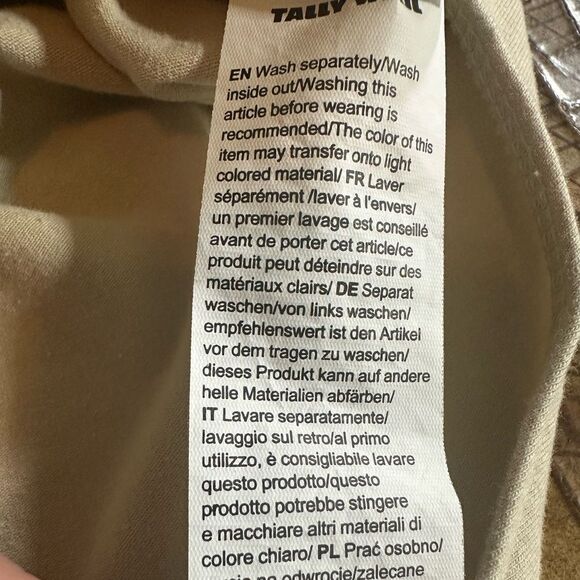 TALLY WEiJL
EN Wash separately/Wash
inside out/Washing this
article before wearing is
recommended/The color of this
item may transfer onto light
colored material/ FR Laver
séparément /laver à l'envers/
un premier lavage est conseillé
avant de porter cet article/ce
produit peut déteindre sur des
matériaux clairs/ DE Separat
waschen/von links waschen/
empfehlenswert ist den Artikel
vor dem tragen zu waschen/
dieses Produkt kann auf andere
helle Materialien abfärben/
IT Lavare separatamente/
lavaggio sul retro/al primo
utilizzo, è consigliabile lavare
questo prodotto/questo
prodotto potrebbe stingere
e macchiare altri materiali di
colore chiaro/ PL Prać osobno/
na odwrocie/zalecane